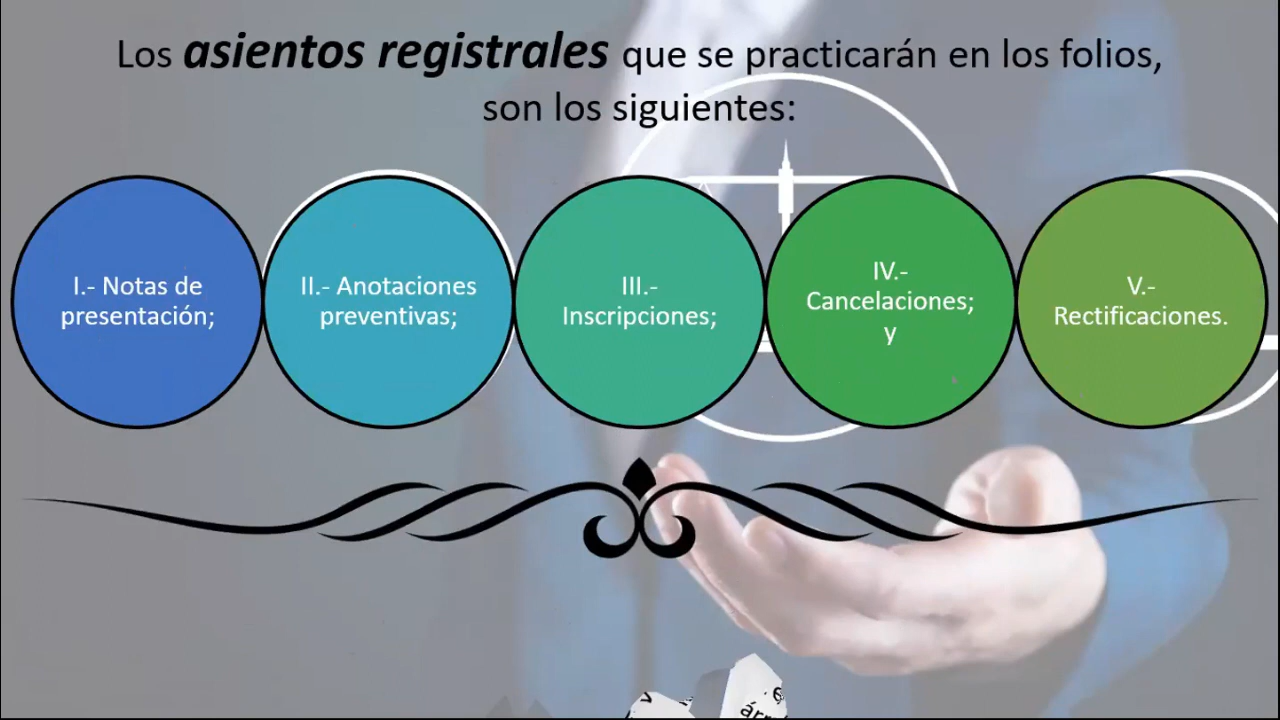 Los asientos registrales que se practicarán en los folios,
son los siguientes:
I.- Notas de
presentación;
II.- Anotaciones
preventivas;
III.-
Inscripciones;
IV.-
Cancelaciones;
y
V.-
Rectificaciones.